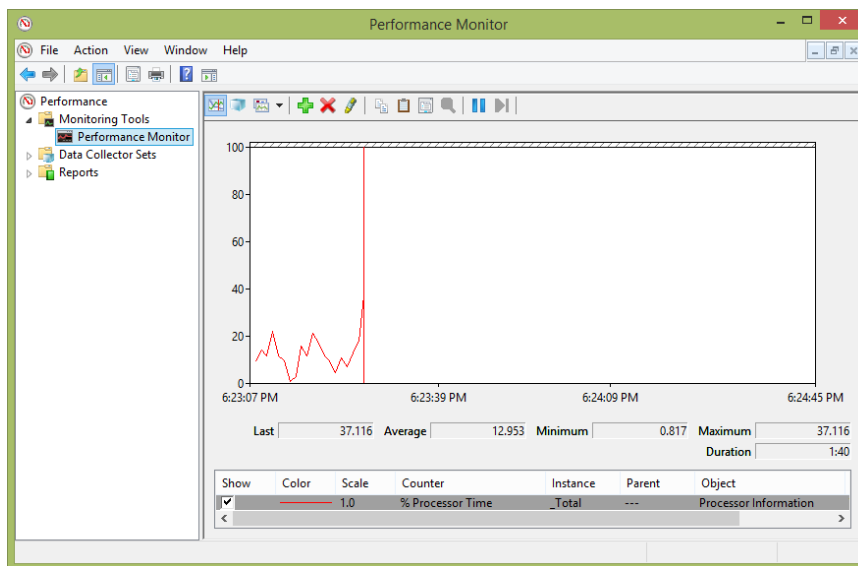 Performance Monitor
File Action View Window Help
Performance
Monitoring Tools
Performance Monitor
Data Collector Sets
Reports
100
80
60
40
20
0
6:23:07 PM 6:23:39 PM 6:24:09 PM 6:24:45 PM
Last 37.116 Average 12.953 Minimum 0.817 Maximum 37.116
Duration 1:40
Show Color Scale Counter Instance Parent Object
1.0 % Processor Time _Total --- Processor Information